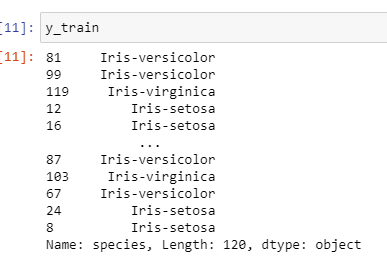 [11]: y_train
[11]: 81 Iris-versicolor
99 Iris-versicolor
119 Iris-virginica
12 Iris-setosa
16 Iris-setosa
...
87 Iris-versicolor
103 Iris-virginica
67 Iris-versicolor
24 Iris-setosa
8 Iris-setosa
Name: species, Length: 120, dtype: object